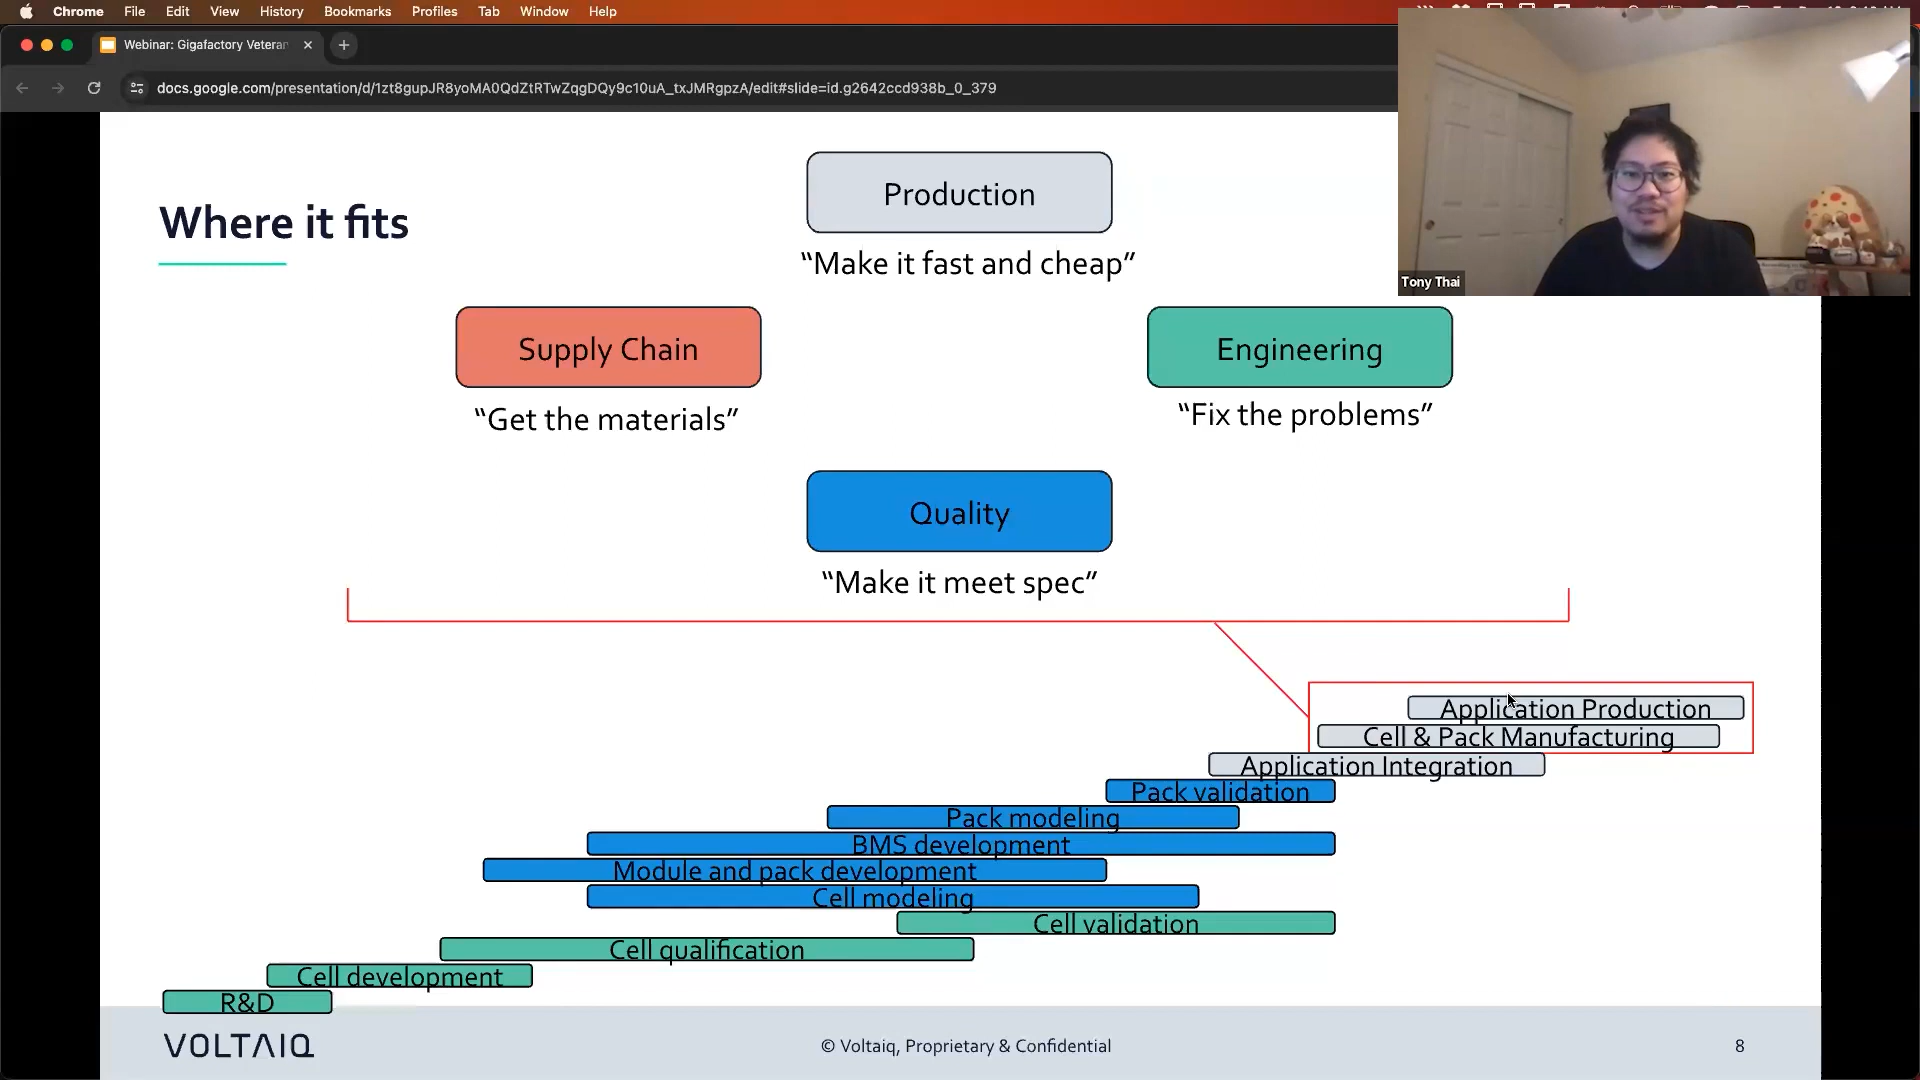 Chrome File Edit View History Bookmarks Profiles Tab Window Help
Webinar: Gigafactory Veteran
docs.google.com/presentation/d/1zt8gupJR8yoMA0QdZtRTwZqgDQy9c10uA_txJMRgpzA/edit#slide=id.g2642ccd938b_0_379
Tony Thai
Where it fits
Production
“Make it fast and cheap”
Supply Chain
“Get the materials”
Engineering
“Fix the problems”
Quality
“Make it meet spec”
Application Production
Cell & Pack Manufacturing
Application Integration
Pack validation
Pack modeling
BMS development
Module and pack development
Cell modeling
Cell validation
Cell qualification
Cell development
R&D
VOLTAIQ
© Voltaiq, Proprietary & Confidential
8